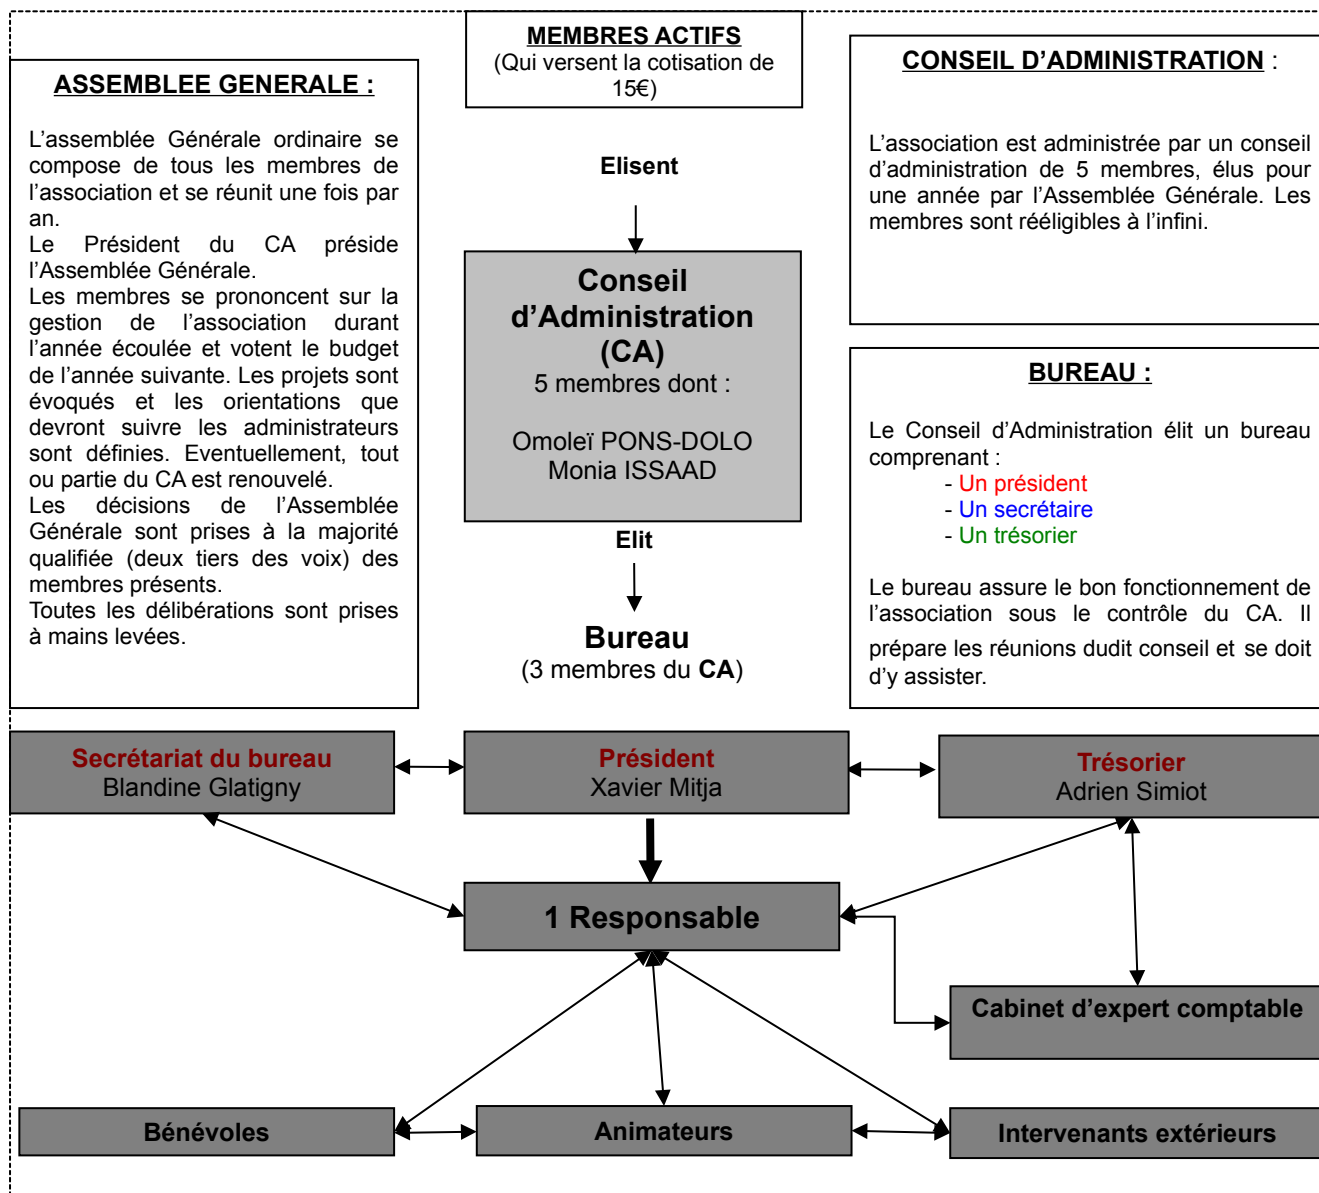 MEMBRES ACTIFS
(Qui versent la cotisation de
15€)
ASSEMBLEE GENERALE :
L’assemblée Générale ordinaire se
compose de tous les membres de
l’association et se réunit une fois par
an.
Le Président du CA préside
l’Assemblée Générale.
Les membres se prononcent sur la
gestion de l’association durant
l’année écoulée et votent le budget
de l’année suivante. Les projets sont
évoqués et les orientations que
devront suivre les administrateurs
sont définies. Eventuellement, tout
ou partie du CA est renouvelé.
Les décisions de l’Assemblée
Générale sont prises à la majorité
qualifiée (deux tiers des voix) des
membres présents.
Toutes les délibérations sont prises
à mains levées.
Elisent
Conseil
d’Administration
(CA)
5 membres dont :
Omoleï PONS-DOLO
Monia ISSAAD
Elit
Bureau
(3 membres du CA)
CONSEIL D’ADMINISTRATION :
L’association est administrée par un conseil
d’administration de 5 membres, élus pour
une année par l’Assemblée Générale. Les
membres sont rééligibles à l’infini.
BUREAU :
Le Conseil d’Administration élit un bureau
comprenant :
- Un président
- Un secrétaire
- Un trésorier
Le bureau assure le bon fonctionnement de
l’association sous le contrôle du CA. Il
prépare les réunions dudit conseil et se doit
d’y assister.
Secrétariat du bureau
Blandine Glatigny
Président
Xavier Mitja
Trésorier
Adrien Simiot
1 Responsable
Cabinet d’expert comptable
Bénévoles
Animateurs
Intervenants extérieurs